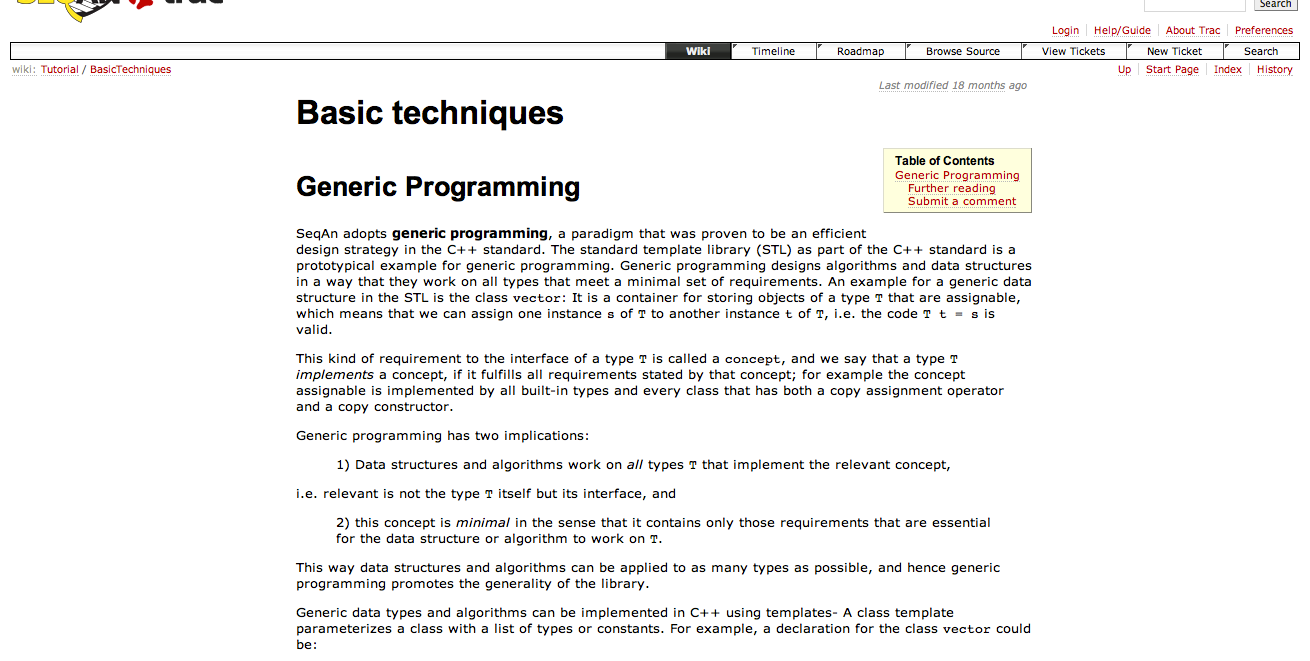 SEQAN trac
Search
Login Help/Guide About Trac Preferences
Wiki Timeline Roadmap Browse Source View Tickets New Ticket Search
wiki: Tutorial / BasicTechniques
Up Start Page Index History
Last modified 18 months ago
Basic techniques
Table of Contents
Generic Programming
Further reading
Submit a comment
Generic Programming
SeqAn adopts generic programming, a paradigm that was proven to be an efficient
design strategy in the C++ standard. The standard template library (STL) as part of the C++ standard is a
prototypical example for generic programming. Generic programming designs algorithms and data structures
in a way that they work on all types that meet a minimal set of requirements. An example for a generic data
structure in the STL is the class vector: It is a container for storing objects of a type T that are assignable,
which means that we can assign one instance s of T to another instance t of T, i.e. the code T t = s is
valid.
This kind of requirement to the interface of a type T is called a concept, and we say that a type T
implements a concept, if it fulfills all requirements stated by that concept; for example the concept
assignable is implemented by all built-in types and every class that has both a copy assignment operator
and a copy constructor.
Generic programming has two implications:
1) Data structures and algorithms work on all types T that implement the relevant concept,
i.e. relevant is not the type T itself but its interface, and
2) this concept is minimal in the sense that it contains only those requirements that are essential
for the data structure or algorithm to work on T.
This way data structures and algorithms can be applied to as many types as possible, and hence generic
programming promotes the generality of the library.
Generic data types and algorithms can be implemented in C++ using templates- A class template
parameterizes a class with a list of types or constants. For example, a declaration for the class vector could
be: